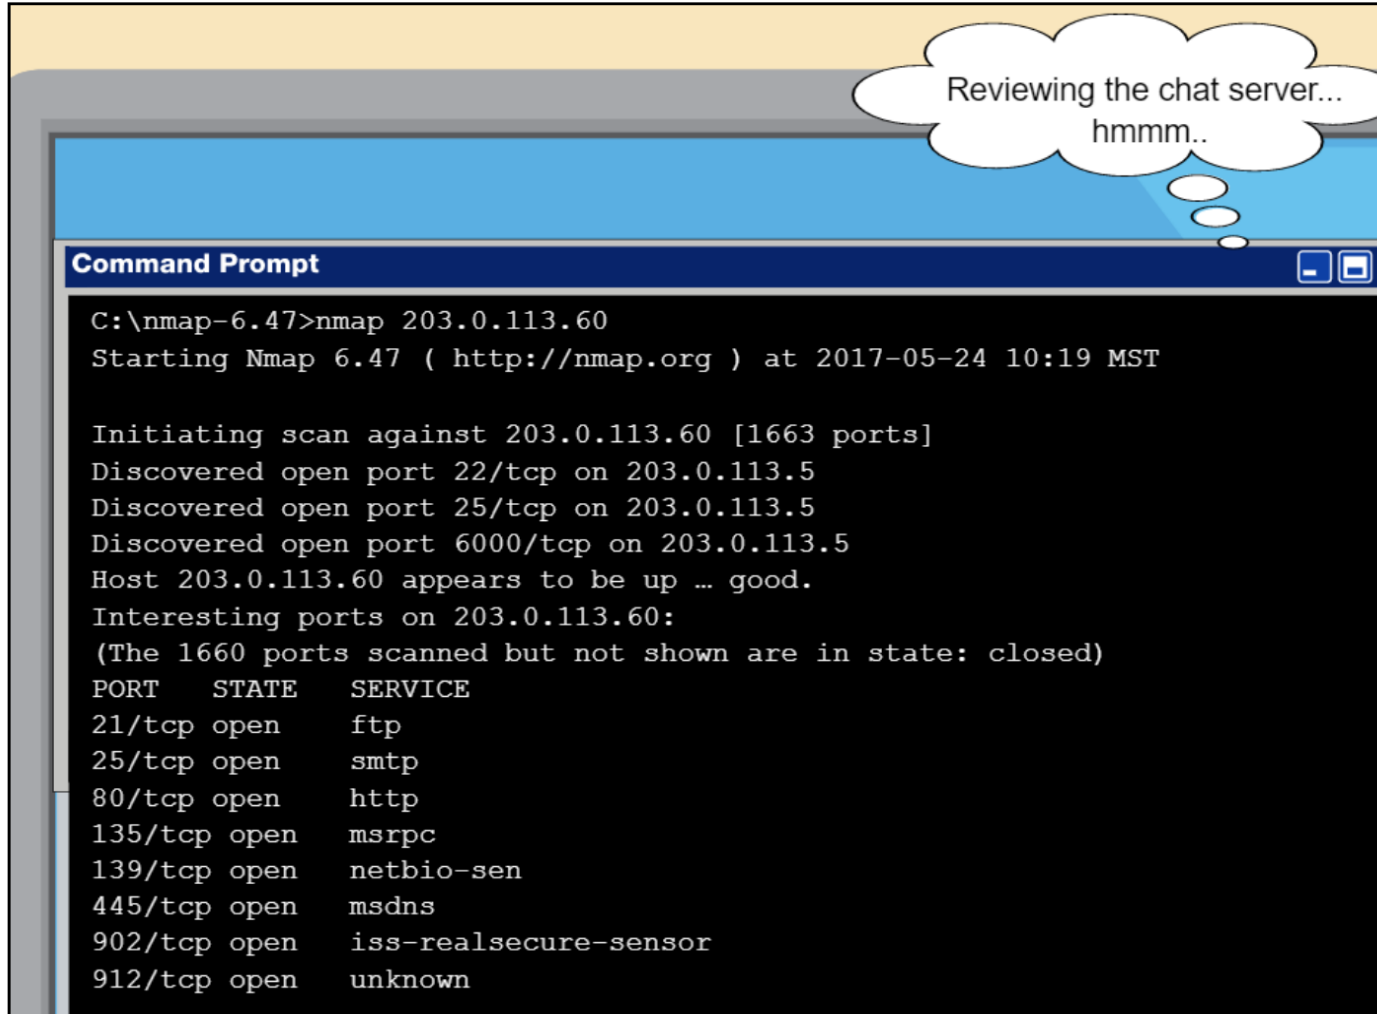 Reviewing the chat server...
hmmm..
Command Prompt
C:\nmap-6.47>nmap 203.0.113.60
Starting Nmap 6.47 ( http://nmap.org ) at 2017-05-24 10:19 MST
Initiating scan against 203.0.113.60 [1663 ports]
Discovered open port 22/tcp on 203.0.113.5
Discovered open port 25/tcp on 203.0.113.5
Discovered open port 6000/tcp on 203.0.113.5
Host 203.0.113.60 appears to be up … good.
Interesting ports on 203.0.113.60:
(The 1660 ports scanned but not shown are in state: closed)
PORT STATE SERVICE
21/tcp open ftp
25/tcp open smtp
80/tcp open http
135/tcp open msrpc
139/tcp open netbio-sen
445/tcp open msdns
902/tcp open iss-realsecure-sensor
912/tcp open unknown